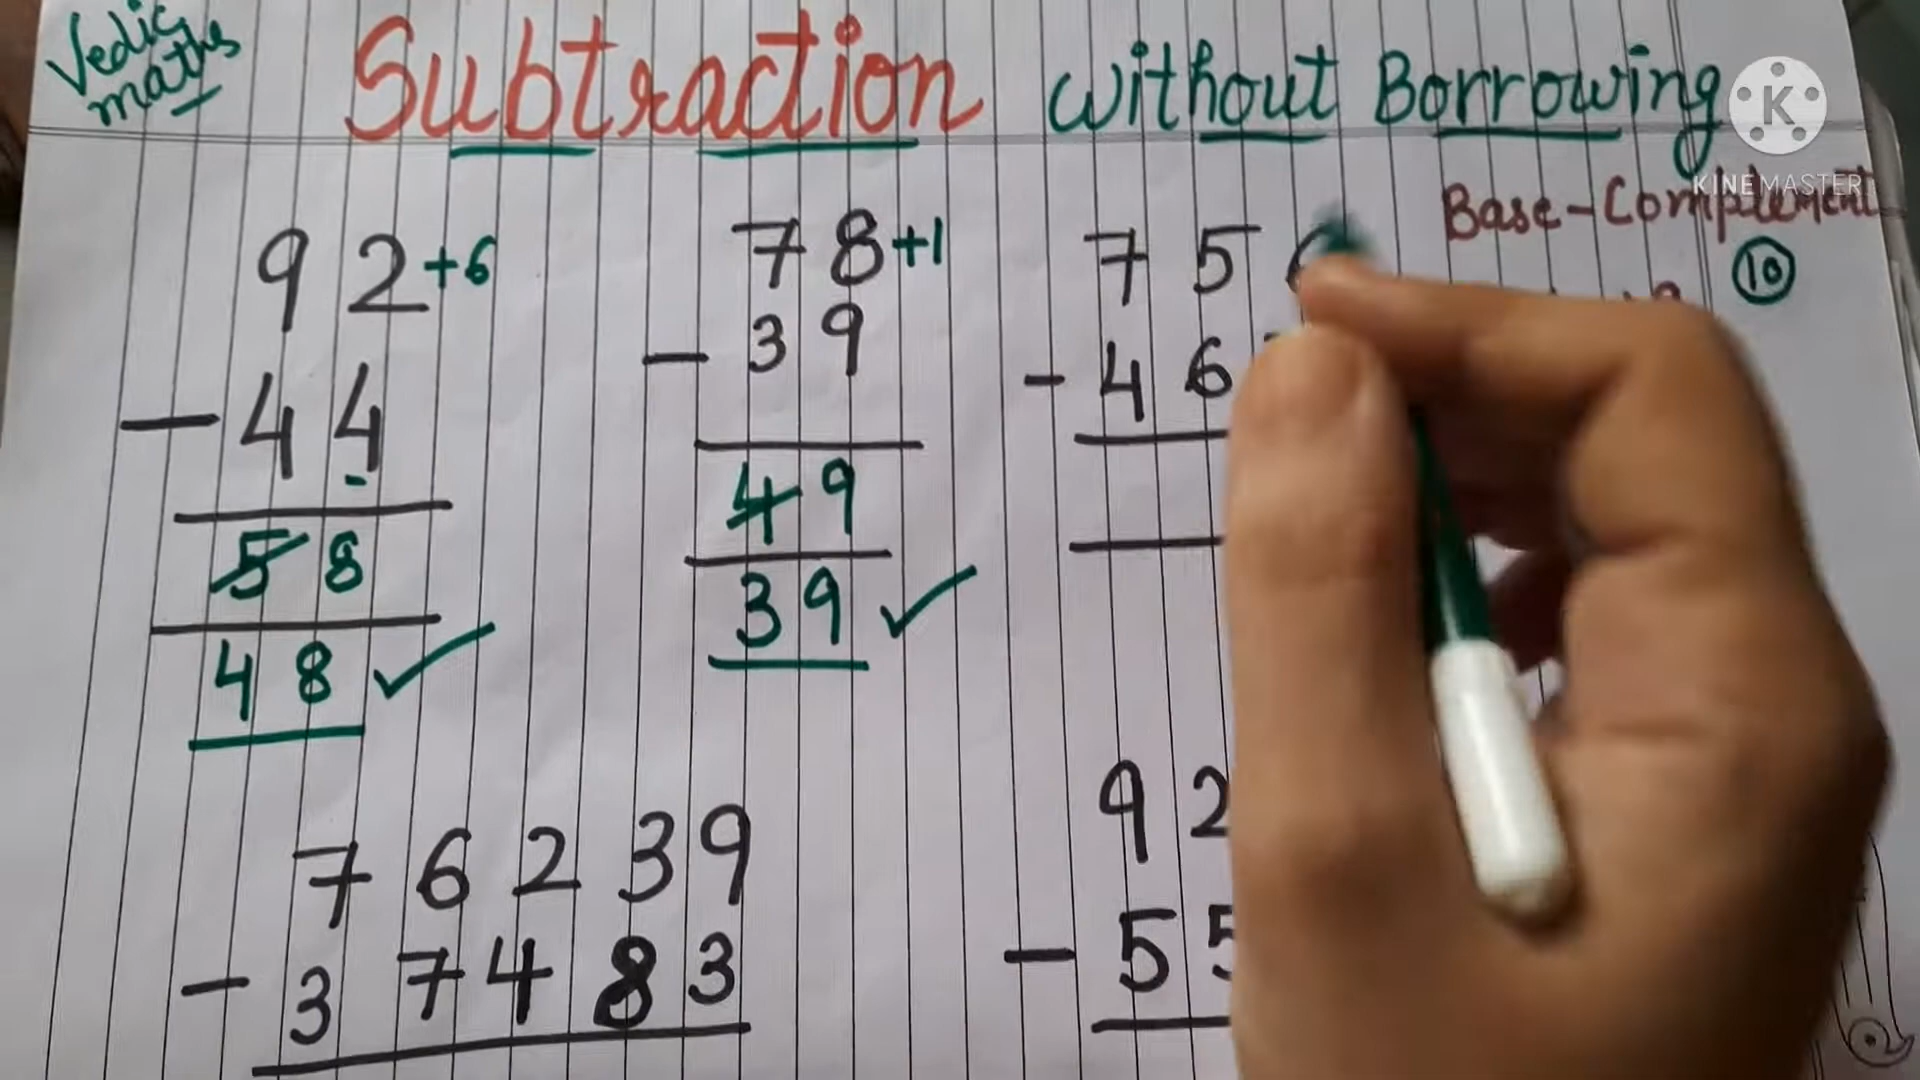 Vedic
maths
Subtraction without Borrowing
K
KINEMASTER
Base-Complement
10
9 2 +6
- 4 4
5 8
4 8 ✓
7 8 +1
- 3 9
4 9
3 9 ✓
7 5
- 4 6
7 6 2 3 9
- 3 7 4 8 3
9 2
- 5 5